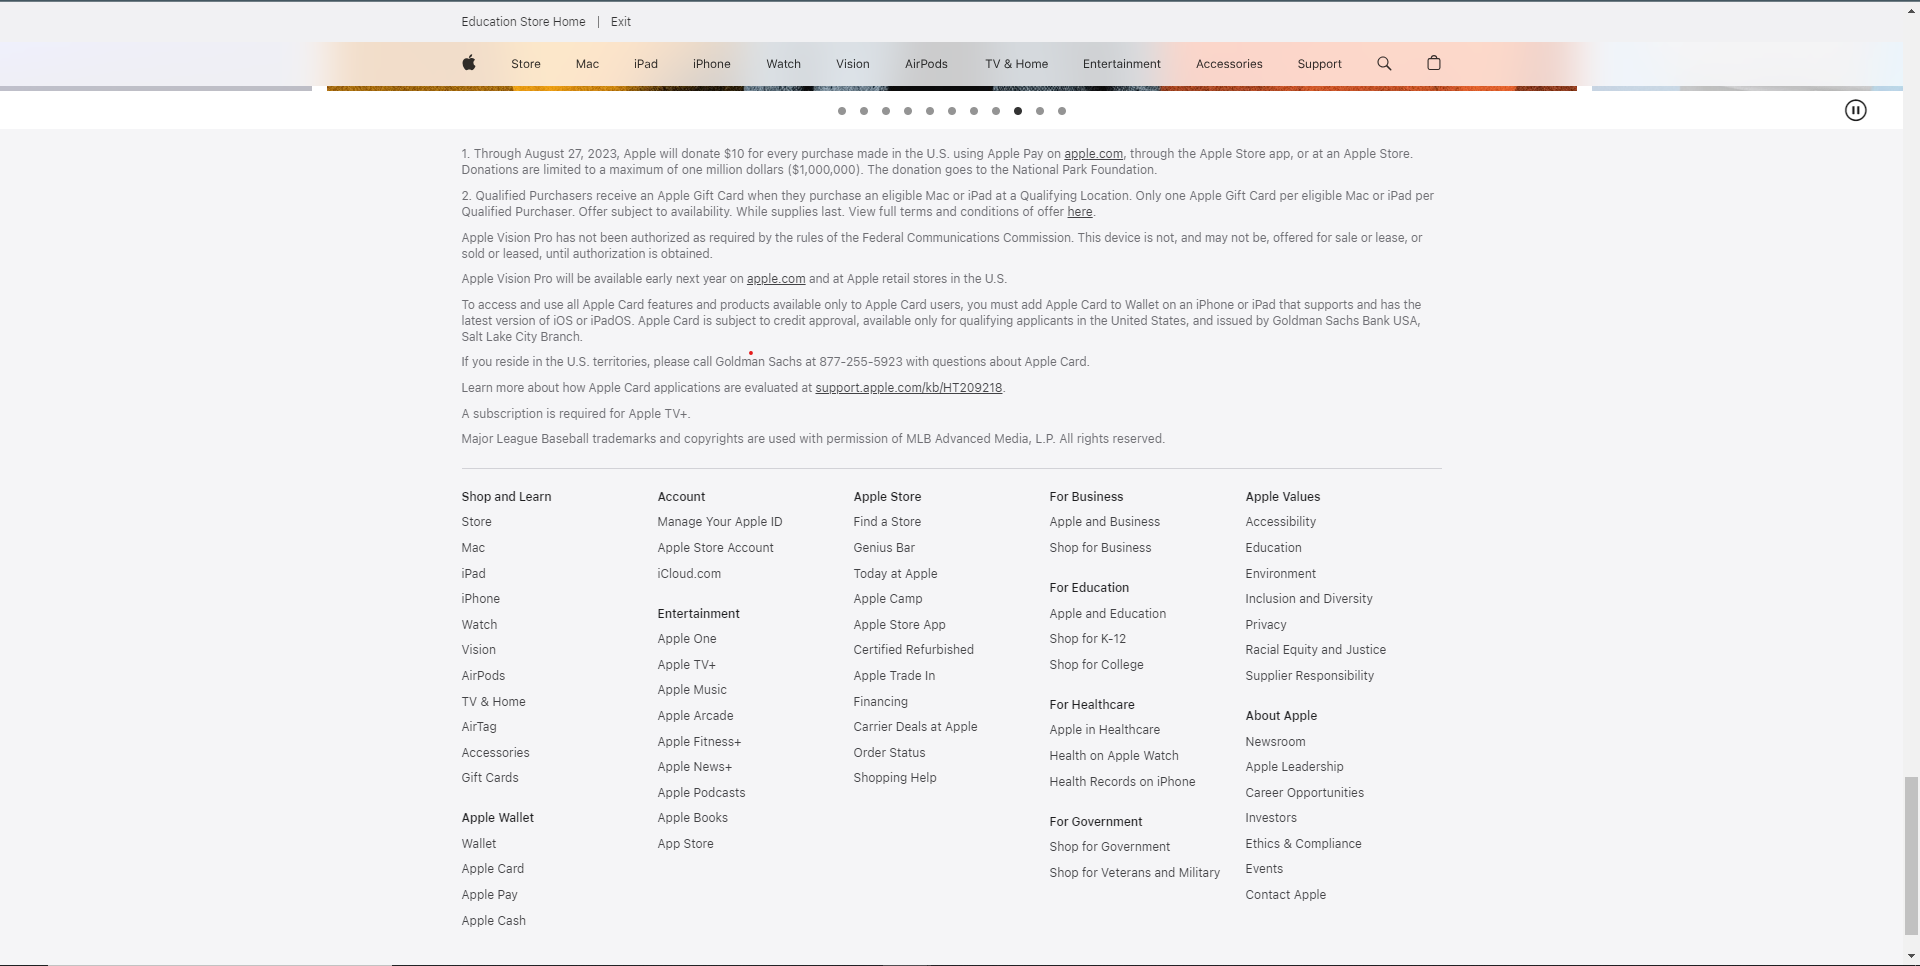 Education Store Home | Exit
Store Mac iPad iPhone Watch Vision AirPods TV & Home Entertainment Accessories Support
1. Through August 27, 2023, Apple will donate $10 for every purchase made in the U.S. using Apple Pay on apple.com, through the Apple Store app, or at an Apple Store.
Donations are limited to a maximum of one million dollars ($1,000,000). The donation goes to the National Park Foundation.
2. Qualified Purchasers receive an Apple Gift Card when they purchase an eligible Mac or iPad at a Qualifying Location. Only one Apple Gift Card per eligible Mac or iPad per
Qualified Purchaser. Offer subject to availability. While supplies last. View full terms and conditions of offer here.
Apple Vision Pro has not been authorized as required by the rules of the Federal Communications Commission. This device is not, and may not be, offered for sale or lease, or
sold or leased, until authorization is obtained.
Apple Vision Pro will be available early next year on apple.com and at Apple retail stores in the U.S.
To access and use all Apple Card features and products available only to Apple Card users, you must add Apple Card to Wallet on an iPhone or iPad that supports and has the
latest version of iOS or iPadOS. Apple Card is subject to credit approval, available only for qualifying applicants in the United States, and issued by Goldman Sachs Bank USA,
Salt Lake City Branch.
If you reside in the U.S. territories, please call Goldman Sachs at 877-255-5923 with questions about Apple Card.
Learn more about how Apple Card applications are evaluated at support.apple.com/kb/HT209218.
A subscription is required for Apple TV+.
Major League Baseball trademarks and copyrights are used with permission of MLB Advanced Media, L.P. All rights reserved.
Shop and Learn
Store
Mac
iPad
iPhone
Watch
Vision
AirPods
TV & Home
AirTag
Accessories
Gift Cards
Apple Wallet
Wallet
Apple Card
Apple Pay
Apple Cash
Account
Manage Your Apple ID
Apple Store Account
iCloud.com
Entertainment
Apple One
Apple TV+
Apple Music
Apple Arcade
Apple Fitness+
Apple News+
Apple Podcasts
Apple Books
App Store
Apple Store
Find a Store
Genius Bar
Today at Apple
Apple Camp
Apple Store App
Certified Refurbished
Apple Trade In
Financing
Carrier Deals at Apple
Order Status
Shopping Help
For Business
Apple and Business
Shop for Business
For Education
Apple and Education
Shop for K-12
Shop for College
For Healthcare
Apple in Healthcare
Health on Apple Watch
Health Records on iPhone
For Government
Shop for Government
Shop for Veterans and Military
Apple Values
Accessibility
Education
Environment
Inclusion and Diversity
Privacy
Racial Equity and Justice
Supplier Responsibility
About Apple
Newsroom
Apple Leadership
Career Opportunities
Investors
Ethics & Compliance
Events
Contact Apple